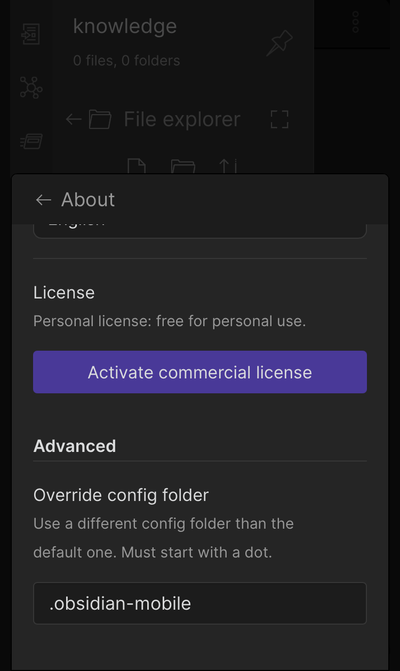 knowledge
0 files, 0 folders
File explorer
About
English
License
Personal license: free for personal use.
Activate commercial license
Advanced
Override config folder
Use a different config folder than the
default one. Must start with a dot.
.obsidian-mobile